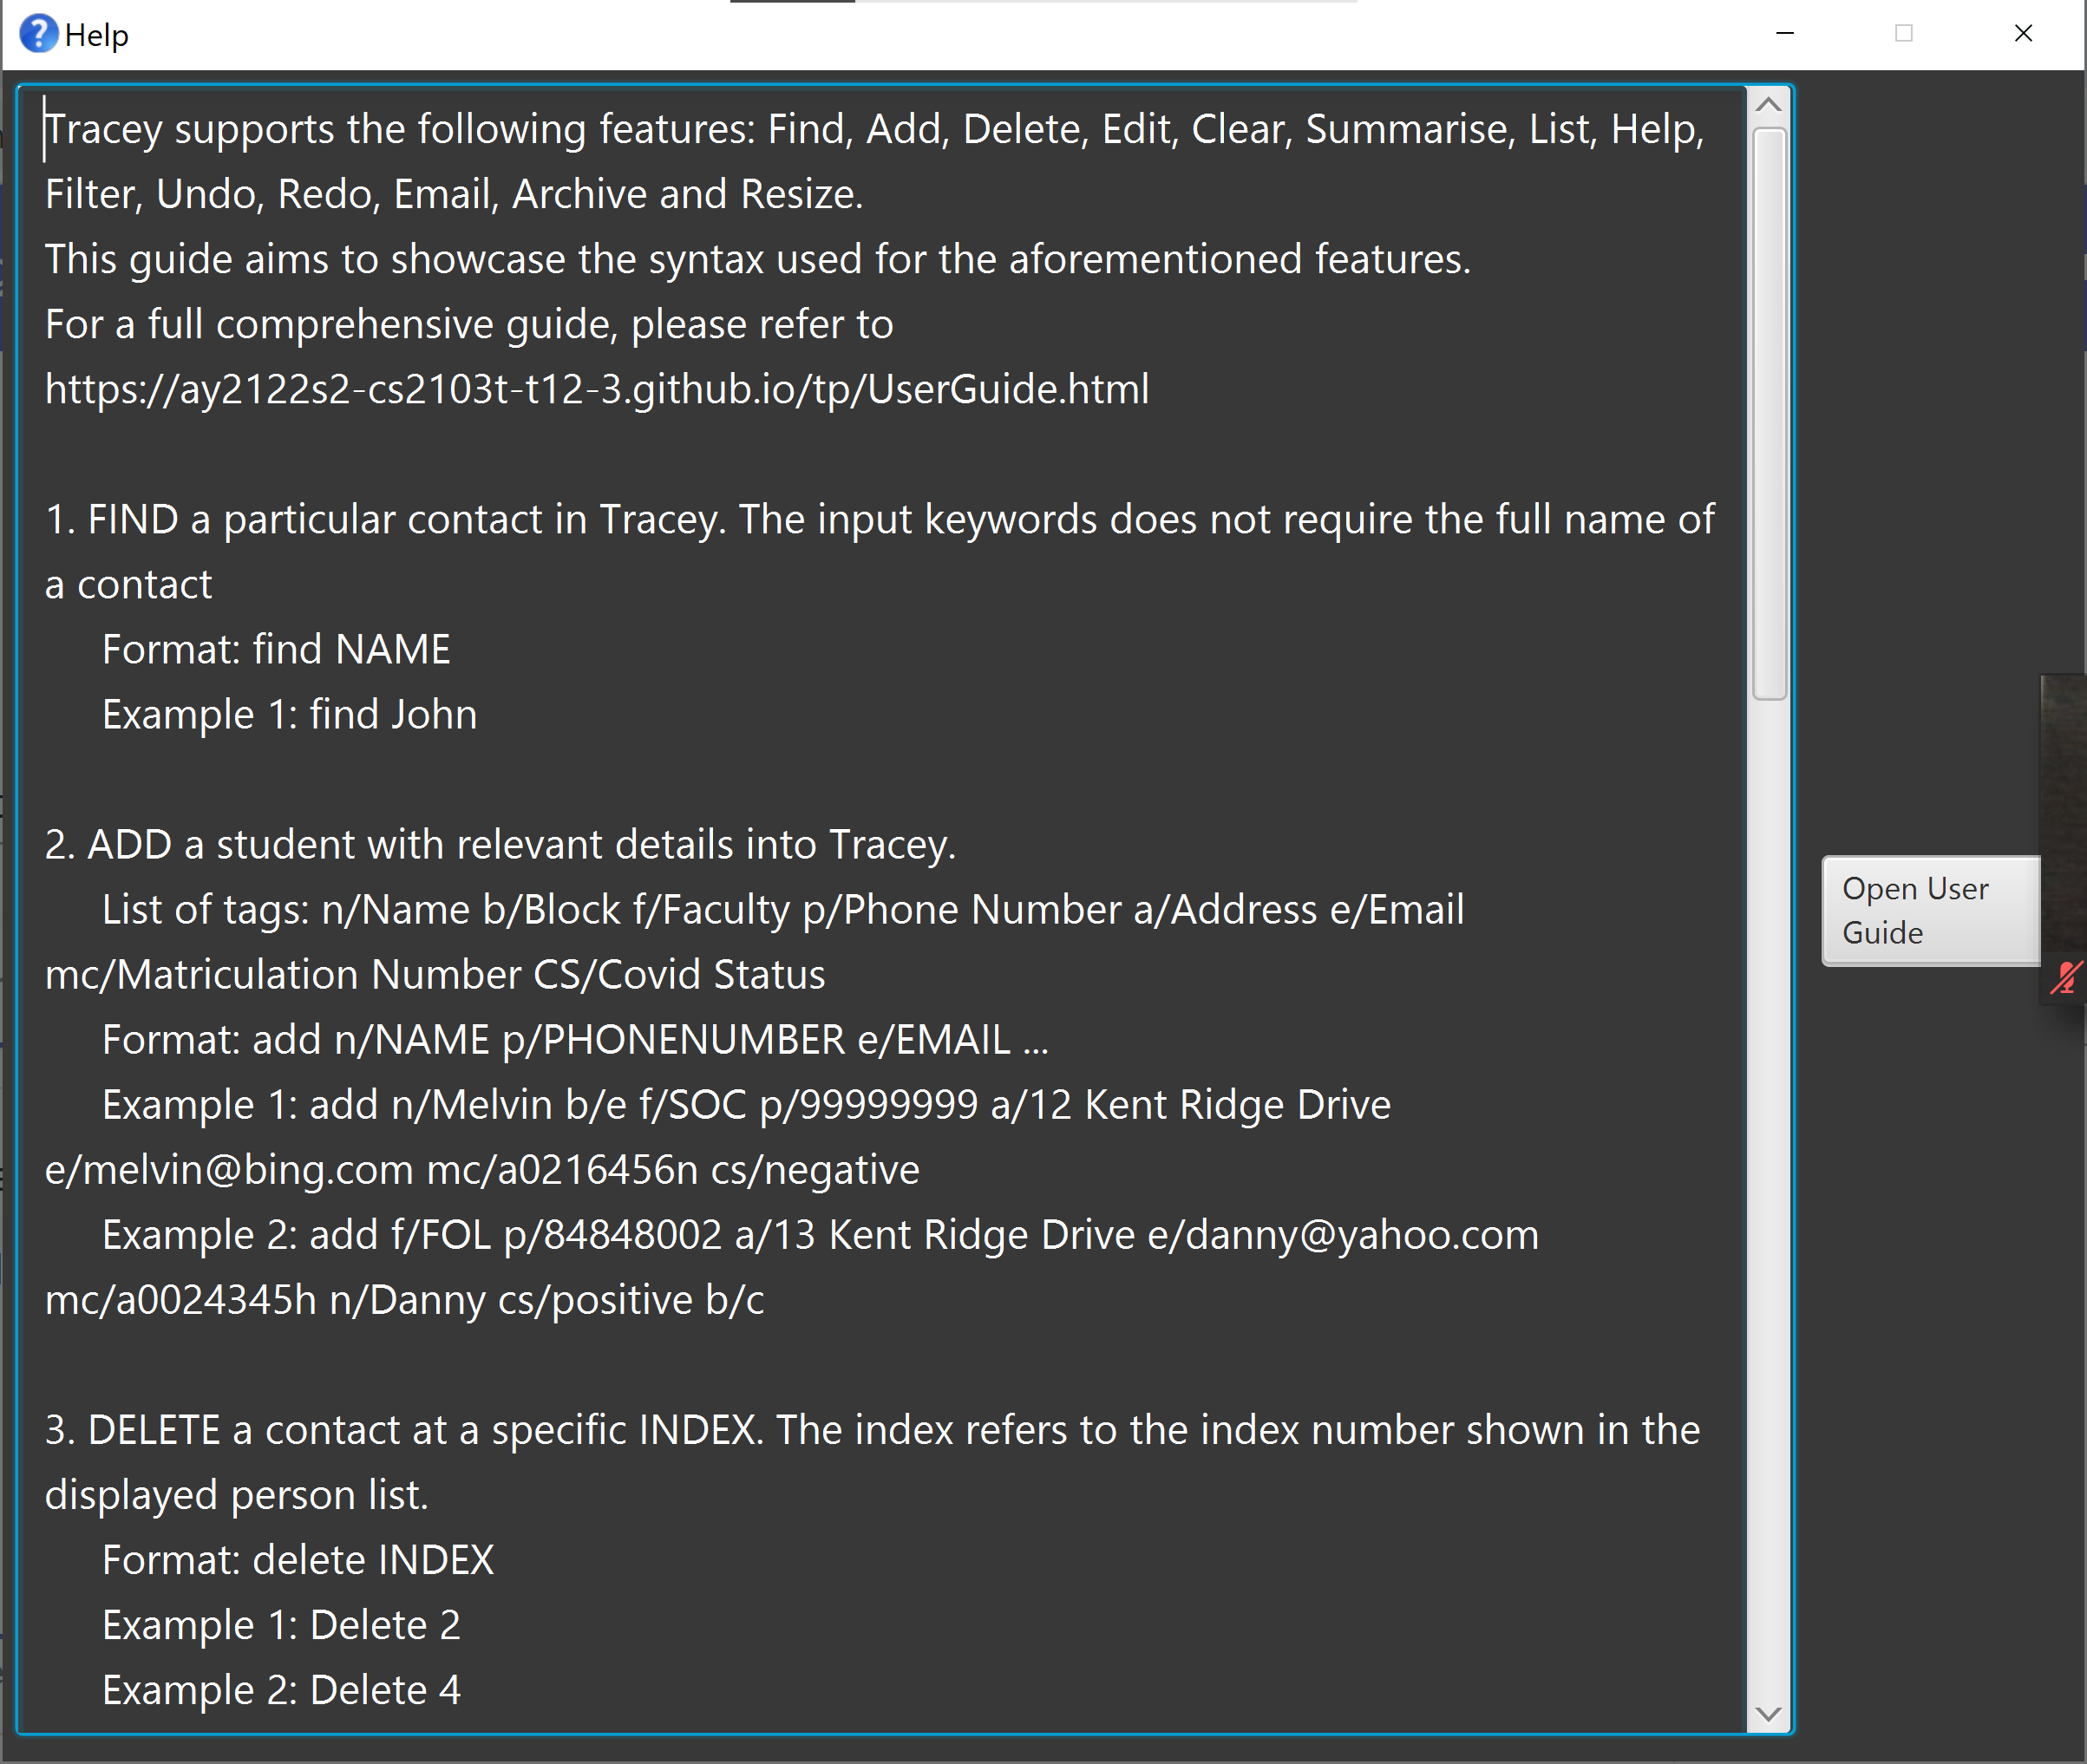 Help
Tracey supports the following features: Find, Add, Delete, Edit, Clear, Summarise, List, Help,
Filter, Undo, Redo, Email, Archive and Resize.
This guide aims to showcase the syntax used for the aforementioned features.
For a full comprehensive guide, please refer to
https://ay2122s2-cs2103t-t12-3.github.io/tp/UserGuide.html
1. FIND a particular contact in Tracey. The input keywords does not require the full name of
a contact
Format: find NAME
Example 1: find John
2. ADD a student with relevant details into Tracey.
List of tags: n/Name b/Block f/Faculty p/Phone Number a/Address e/Email
mc/Matriculation Number CS/Covid Status
Format: add n/NAME p/PHONENUMBER e/EMAIL ...
Example 1: add n/Melvin b/e f/SOC p/99999999 a/12 Kent Ridge Drive
e/melvin@bing.com mc/a0216456n cs/negative
Example 2: add f/FOL p/84848002 a/13 Kent Ridge Drive e/danny@yahoo.com
mc/a0024345h n/Danny cs/positive b/c
3. DELETE a contact at a specific INDEX. The index refers to the index number shown in the
displayed person list.
Format: delete INDEX
Example 1: Delete 2
Example 2: Delete 4
Open User
Guide